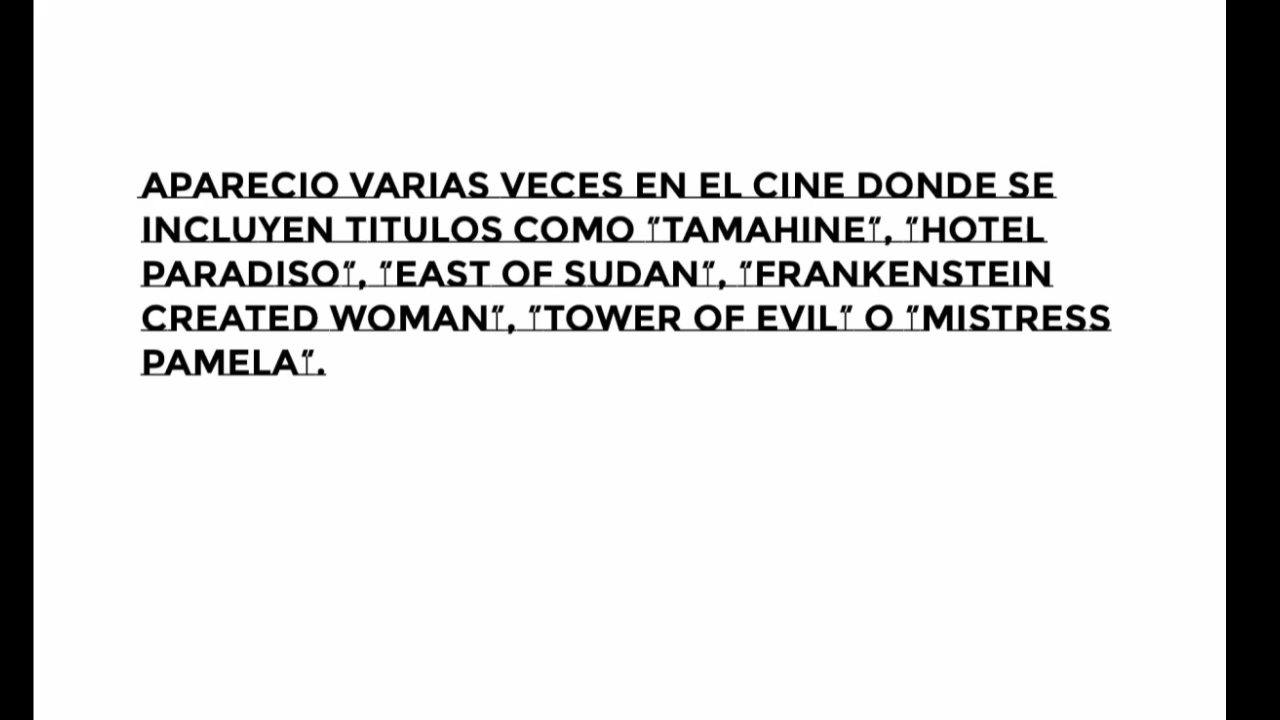 APARECIO VARIAS VECES EN EL CINE DONDE SE
INCLUYEN TITULOS COMO "TAMAHINE", "HOTEL
PARADISO", "EAST OF SUDAN", "FRANKENSTEIN
CREATED WOMAN", "TOWER OF EVIL" O "MISTRESS
PAMELA".